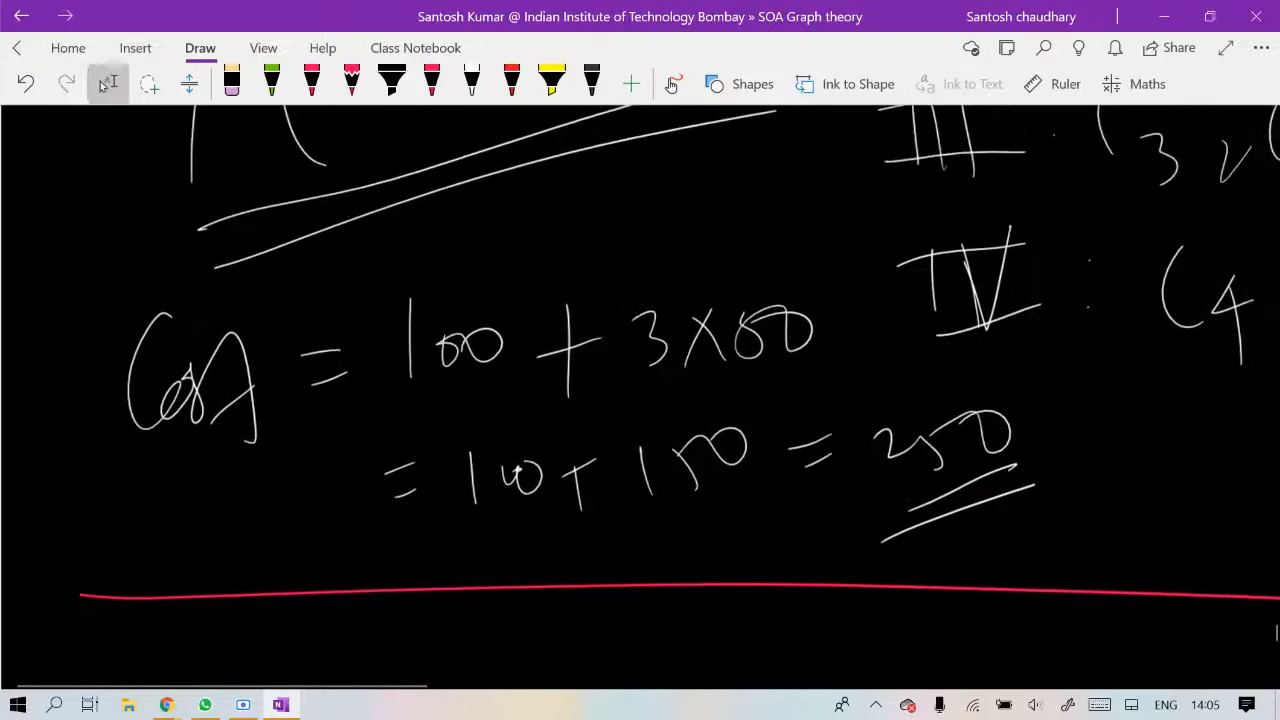 Santosh Kumar @ Indian Institute of Technology Bombay » SOA Graph theory
Santosh chaudhary
Home Insert Draw View Help Class Notebook
Share
Shapes Ink to Shape Ink to Text Ruler Maths
III : (3,
IV : (4
Cost = 100 + 3×50
= 100 + 150 = 250
ENG 14:05